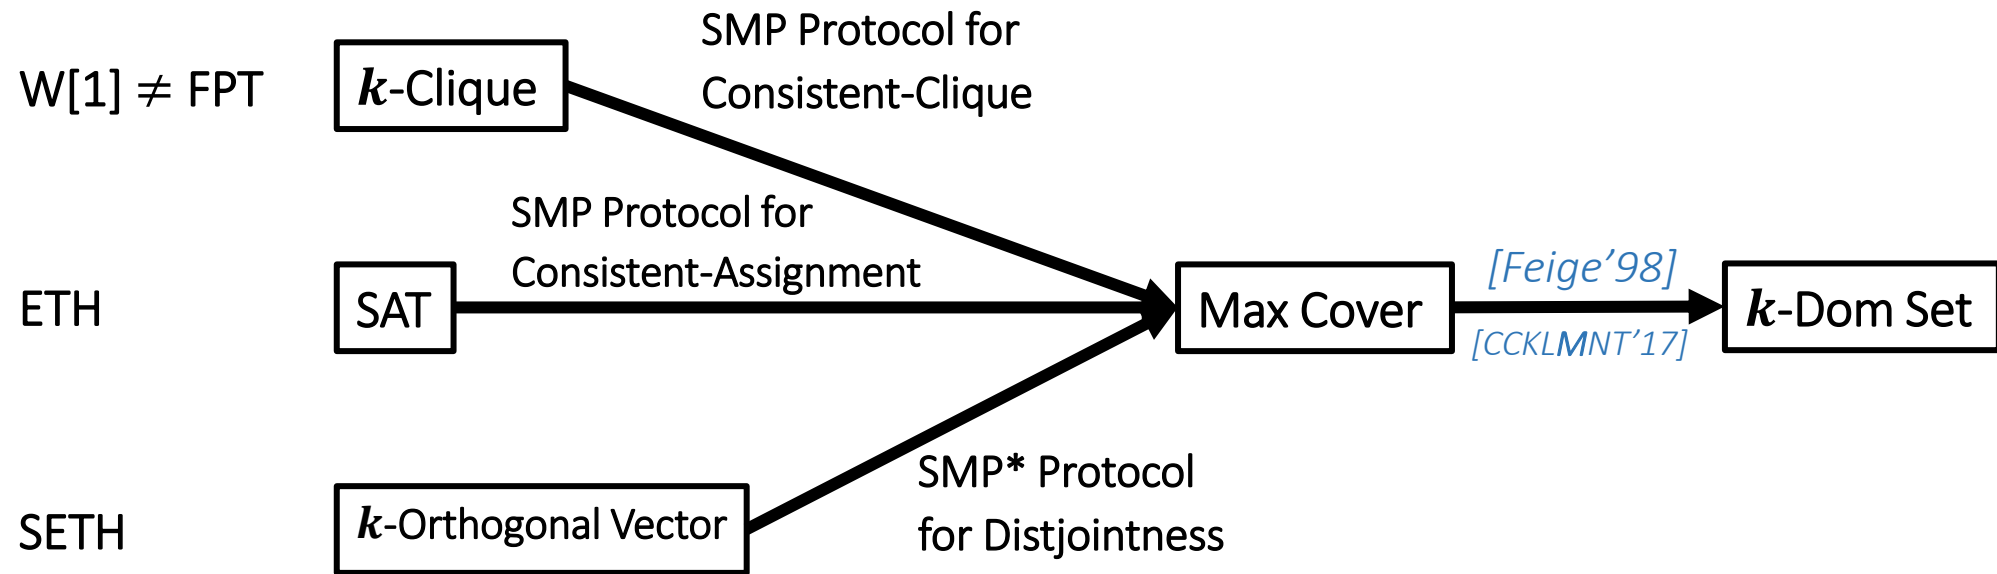 W[1] ≠ FPT
k-Clique
SMP Protocol for
Consistent-Clique
ETH
SAT
SMP Protocol for
Consistent-Assignment
Max Cover
[Feige’98]
[CCKLMNT’17]
k-Dom Set
SETH
k-Orthogonal Vector
SMP* Protocol
for Distjointness